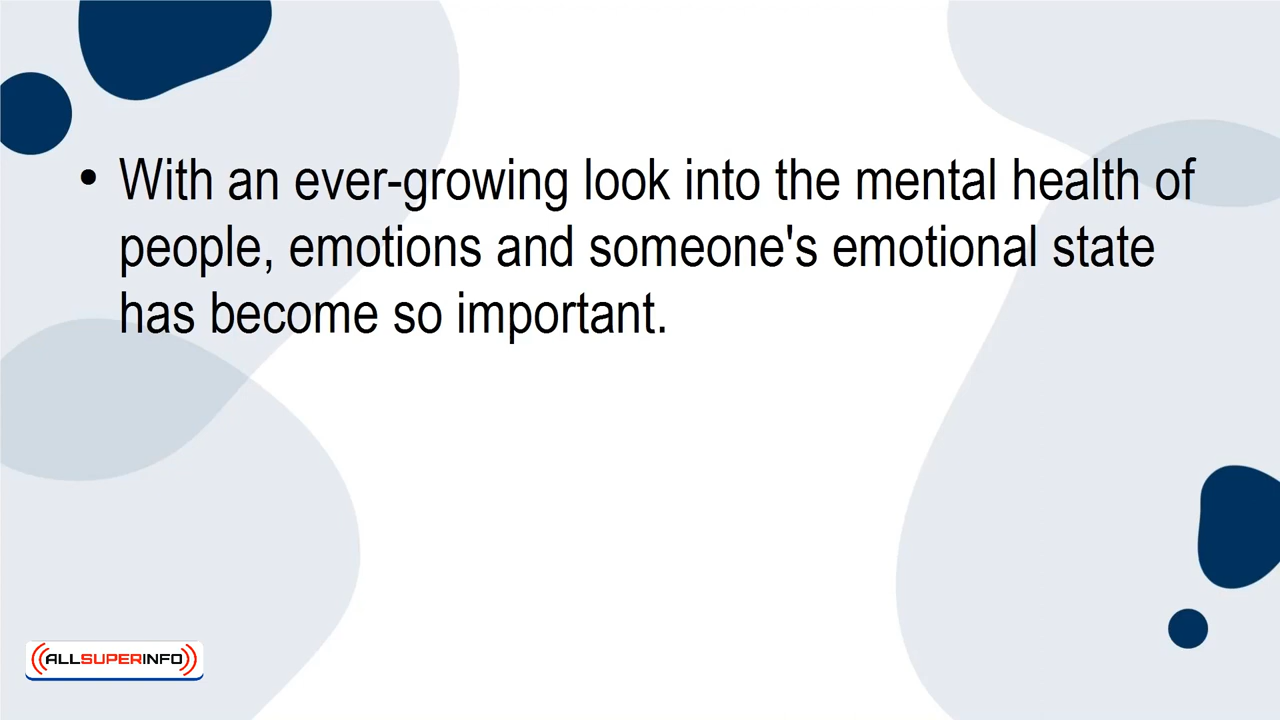 • With an ever-growing look into the mental health of
people, emotions and someone's emotional state
has become so important.
ALLSUPERINFO